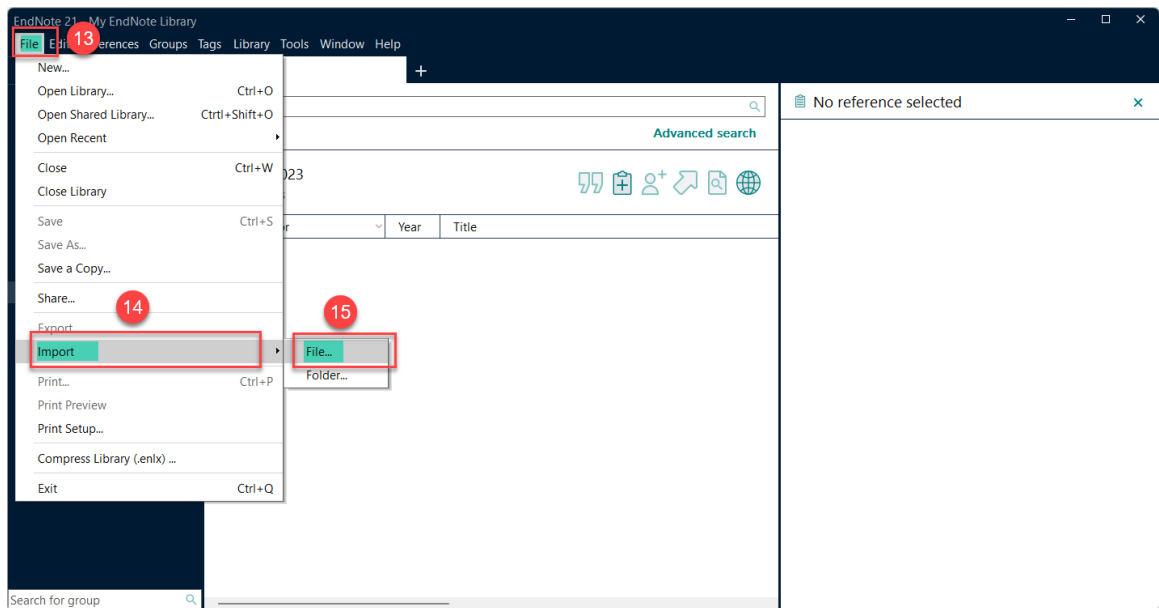 EndNote 21 - My EndNote Library
File Edit References Groups Tags Library Tools Window Help
13
New...
Open Library... Ctrl+O
Open Shared Library... Ctrtl+Shift+O
Open Recent
Close Ctrl+W
Close Library
Save Ctrl+S
Save As...
Save a Copy...
Share...
14
Export
Import
Print... Ctrl+P
Print Preview
Print Setup...
Compress Library (.enlx) ...
Exit Ctrl+Q
15
File...
Folder...
+
Advanced search
023
Year Title
No reference selected
Search for group